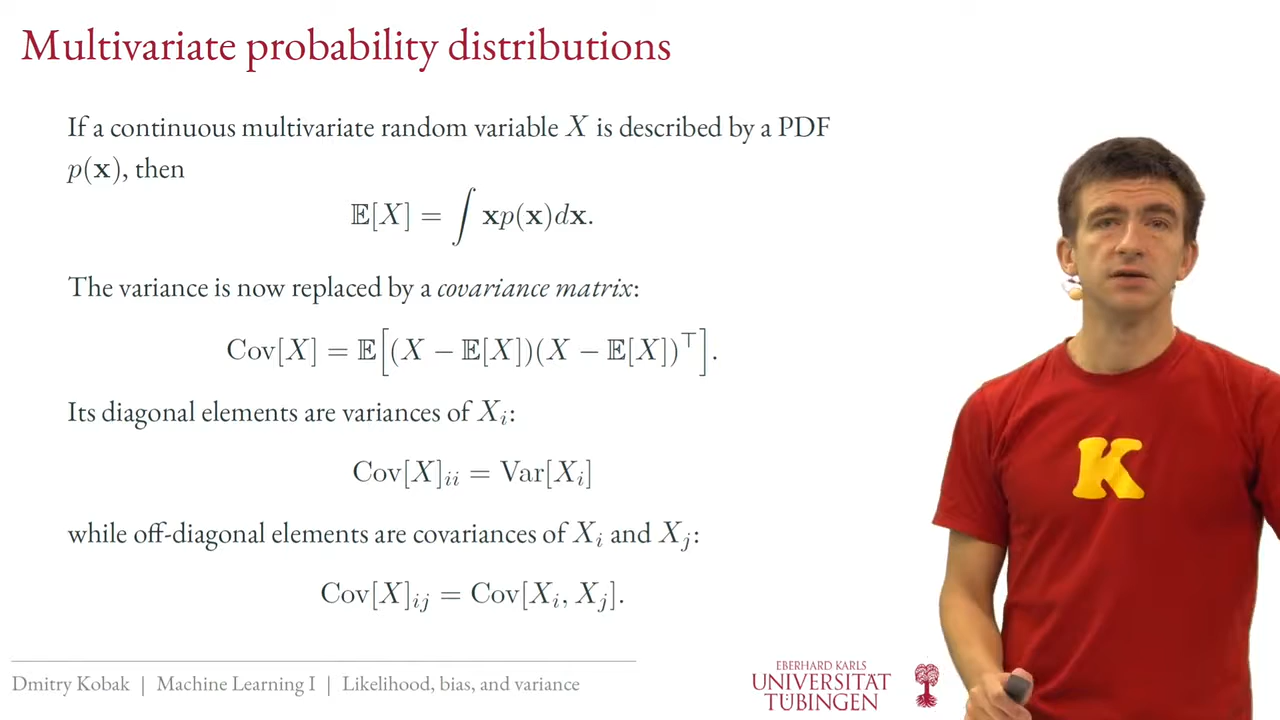 Multivariate probability distributions
If a continuous multivariate random variable X is described by a PDF
p(𝐱), then
𝔼[X] = ∫ 𝐱p(𝐱)d𝐱.
The variance is now replaced by a covariance matrix:
Cov[X] = 𝔼[(X − 𝔼[X])(X − 𝔼[X])⊤].
Its diagonal elements are variances of Xᵢ:
Cov[X]ᵢᵢ = Var[Xᵢ]
while off-diagonal elements are covariances of Xᵢ and Xⱼ:
Cov[X]ᵢⱼ = Cov[Xᵢ, Xⱼ].
K
Dmitry Kobak | Machine Learning I | Likelihood, bias, and variance
EBERHARD KARLS
UNIVERSITÄT
TÜBINGEN